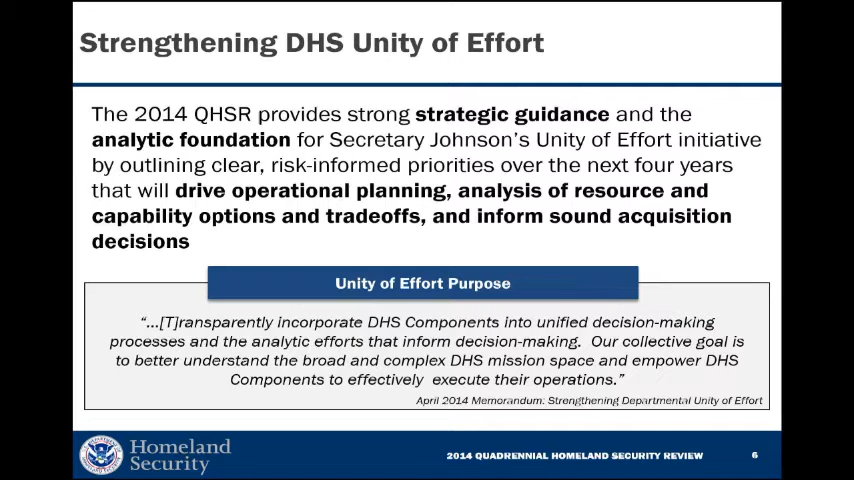 Strengthening DHS Unity of Effort
The 2014 QHSR provides strong strategic guidance and the
analytic foundation for Secretary Johnson's Unity of Effort initiative
by outlining clear, risk-informed priorities over the next four years
that will drive operational planning, analysis of resource and
capability options and tradeoffs, and inform sound acquisition
decisions
Unity of Effort Purpose
"...[T]ransparently incorporate DHS Components into unified decision-making
processes and the analytic efforts that inform decision-making. Our collective goal is
to better understand the broad and complex DHS mission space and empower DHS
Components to effectively execute their operations."
April 2014 Memorandum: Strengthening Departmental Unity of Effort
Homeland
Security
2014 QUADRENNIAL HOMELAND SECURITY REVIEW 6